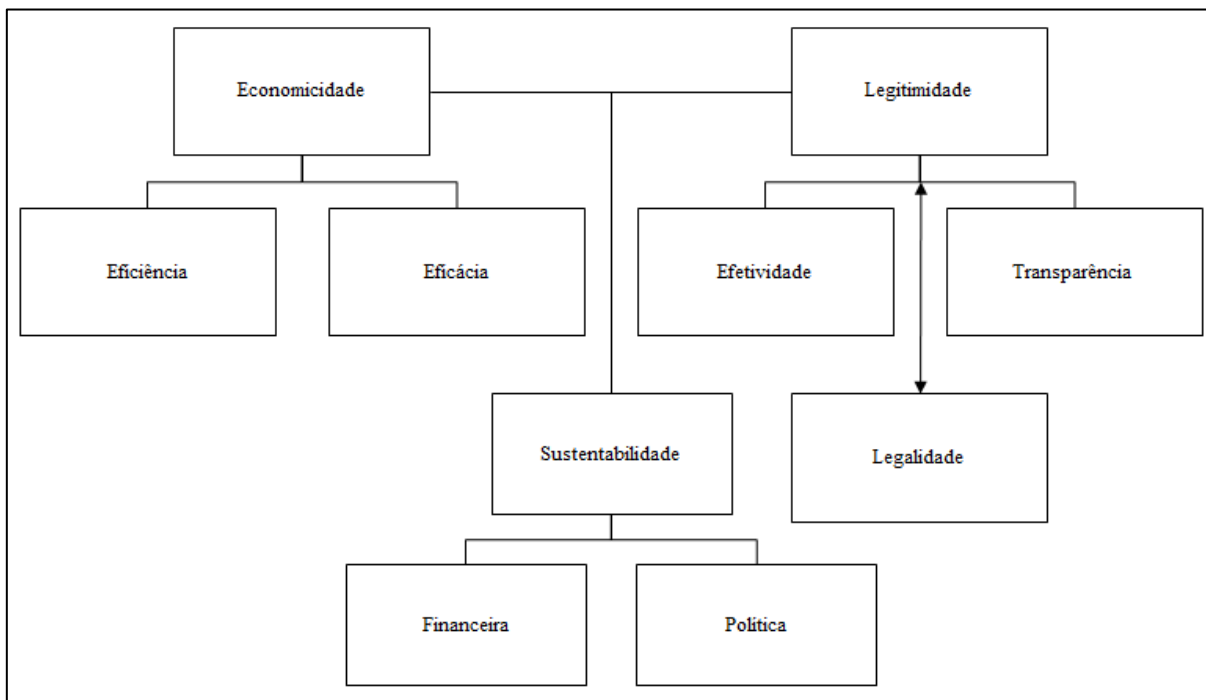 Economicidade
Legitimidade
Eficiência
Eficácia
Efetividade
Transparência
Sustentabilidade
Legalidade
Financeira
Política